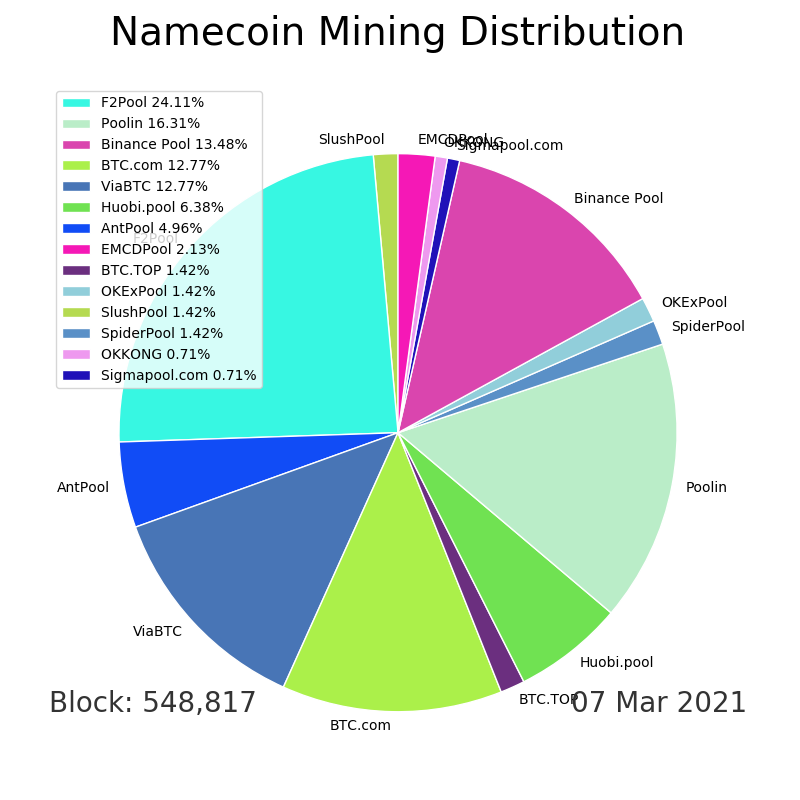 Namecoin Mining Distribution
F2Pool 24.11%
Poolin 16.31%
Binance Pool 13.48%
BTC.com 12.77%
ViaBTC 12.77%
Huobi.pool 6.38%
AntPool 4.96%
EMCDPool 2.13%
BTC.TOP 1.42%
OKExPool 1.42%
SlushPool 1.42%
SpiderPool 1.42%
OKKONG 0.71%
Sigmapool.com 0.71%
SlushPool
EMCDPool
OKKONG
Sigmapool.com
Binance Pool
F2Pool
OKExPool
SpiderPool
AntPool
Poolin
ViaBTC
Huobi.pool
BTC.TOP
BTC.com
Block: 548,817
07 Mar 2021